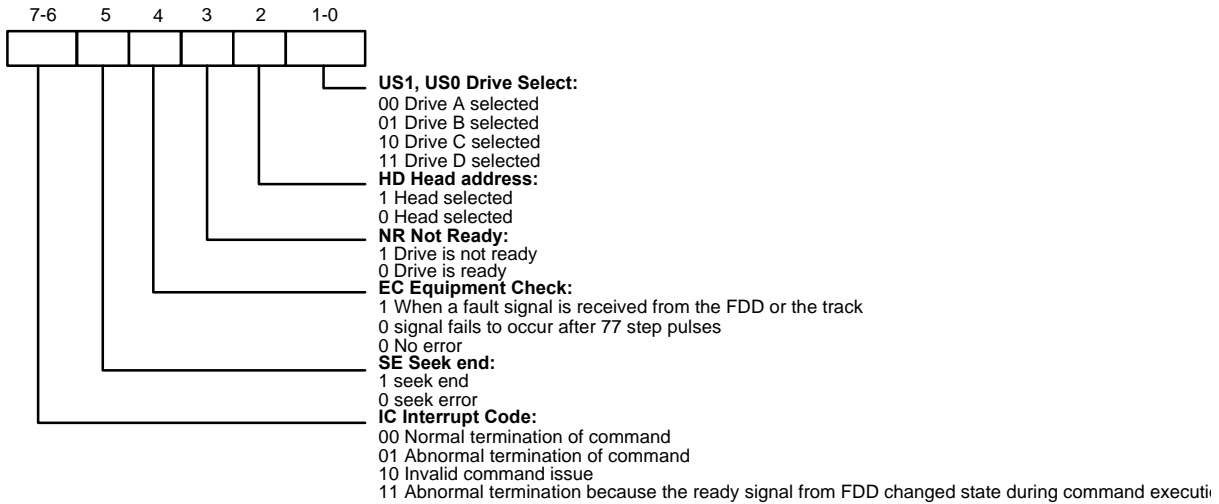 7-6 5 4 3 2 1-0
US1, US0 Drive Select:
00 Drive A selected
01 Drive B selected
10 Drive C selected
11 Drive D selected
HD Head address:
1 Head selected
0 Head selected
NR Not Ready:
1 Drive is not ready
0 Drive is ready
EC Equipment Check:
1 When a fault signal is received from the FDD or the track
0 signal fails to occur after 77 step pulses
0 No error
SE Seek end:
1 seek end
0 seek error
IC Interrupt Code:
00 Normal termination of command
01 Abnormal termination of command
10 Invalid command issue
11 Abnormal termination because the ready signal from FDD changed state during command